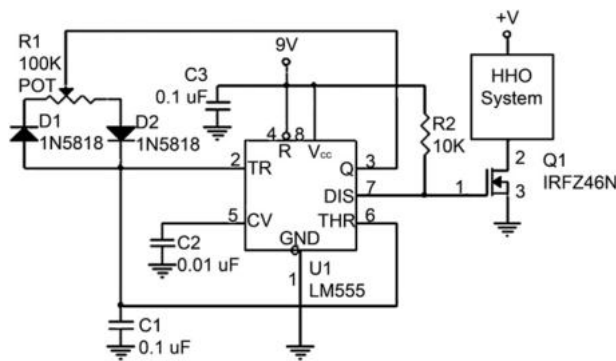 R1
100K
POT
9V
+V
C3
0.1 uF
HHO
System
D1
1N5818
D2
1N5818
R2
10K
4
R
8
Vcc
2
TR
Q
3
DIS
7
1
2
3
Q1
IRFZ46N
5
CV
THR
6
GND
C2
0.01 uF
1
U1
LM555
C1
0.1 uF